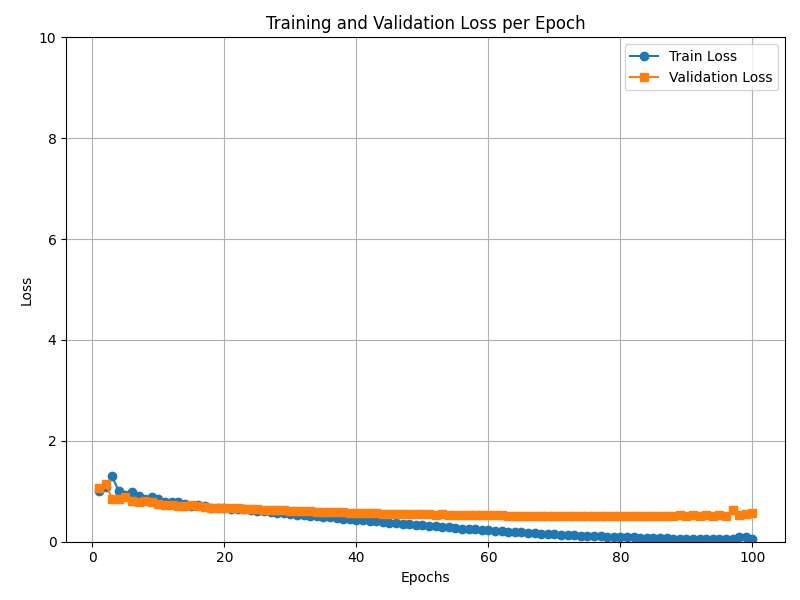 Training and Validation Loss per Epoch
10
8
6
4
2
0
Loss
Train Loss
Validation Loss
0 20 40 60 80 100
Epochs